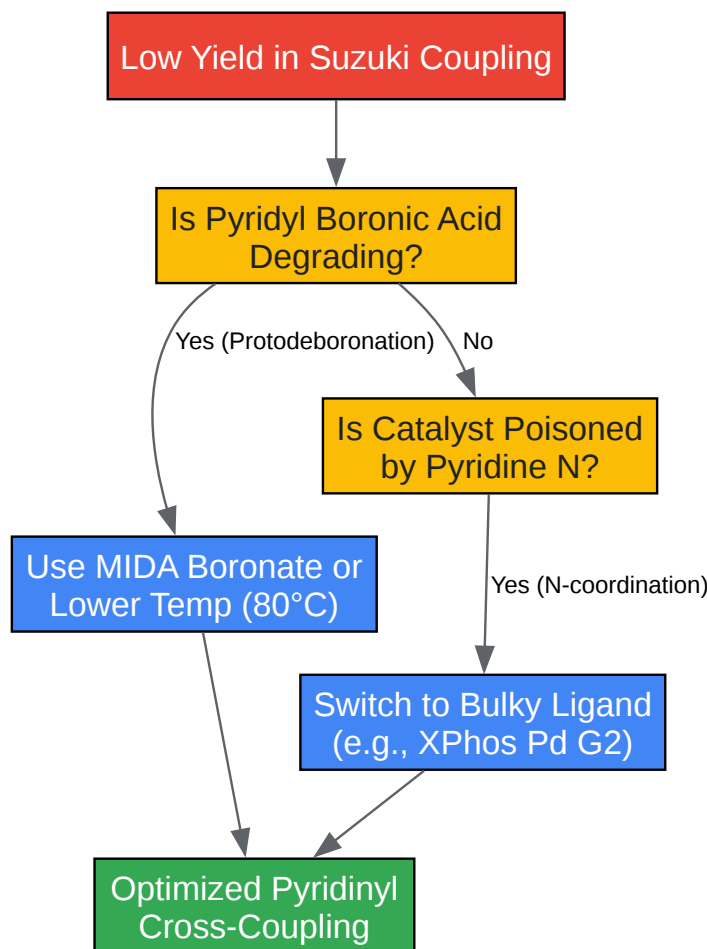 Low Yield in Suzuki Coupling
Is Pyridyl Boronic Acid
Degrading?
Yes (Protodeboronation)
No
Is Catalyst Poisoned
by Pyridine N?
Use MIDA Boronate or
Lower Temp (80°C)
Yes (N-coordination)
Switch to Bulky Ligand
(e.g., XPhos Pd G2)
Optimized Pyridinyl
Cross-Coupling